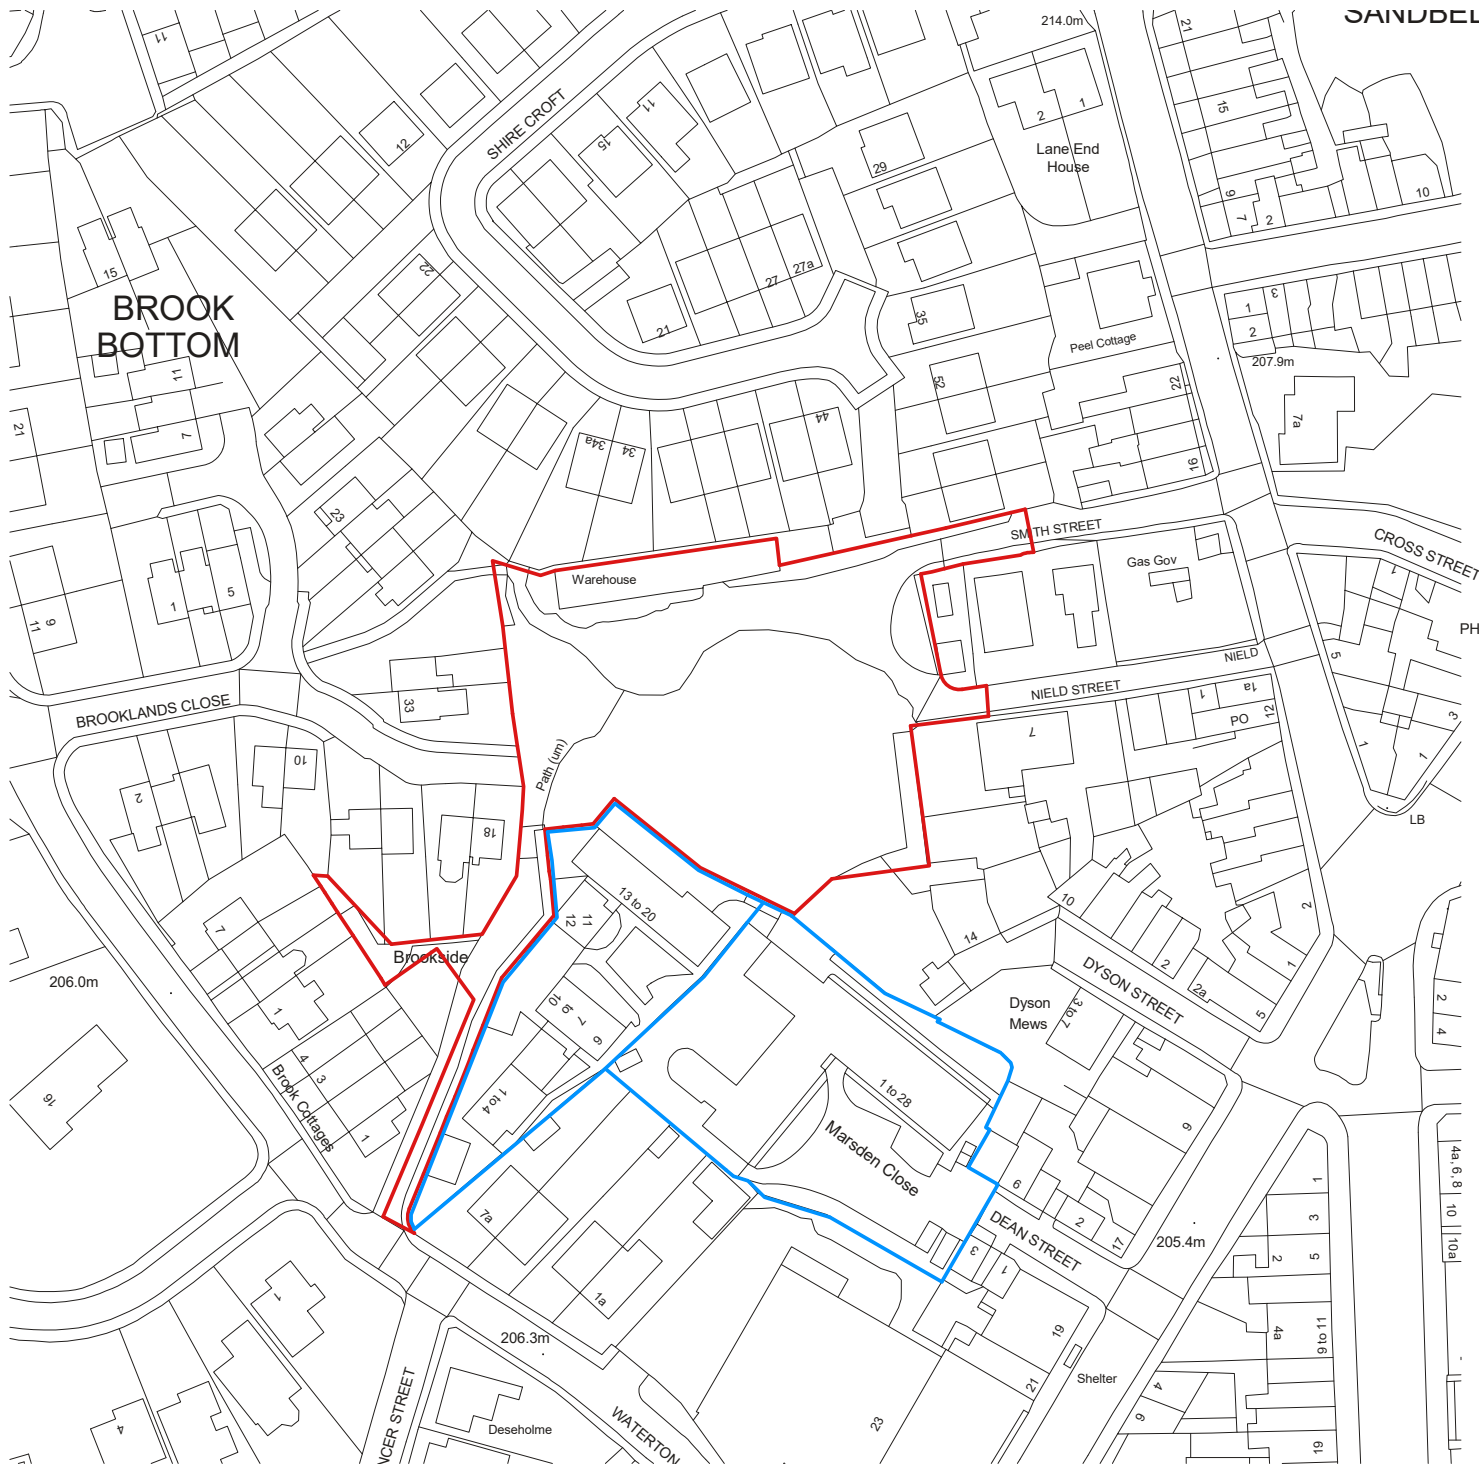 SANDBEL
214.0m
21
11
SHIRE CROFT
11
15
12
2
1
Lane End
House
15
29
10
9
7
2
15
22
27
27a
21
35
BROOK
BOTTOM
1
3
2
207.9m
Peel Cottage
52
22
7a
11
7
21
44
34a
34
16
23
SMITH STREET
CROSS STREET
Gas Gov
Warehouse
1
5
9
11
1
PH
5
NIELD
NIELD STREET
33
BROOKLANDS CLOSE
1
1a
12
PO
3
1
1
7
10
2
18
Path (um)
LB
13 to 20
11
12
10
14
7
2
2
1
2a
5
Brookside
DYSON STREET
206.0m
Dyson
Mews
3 to 7
2
4
1
9, 10
7
6
4
3
1
Brook Cottages
16
1 to 4
1 to 28
Marsden Close
9
6
2
17
DEAN STREET
205.4m
4a, 6, 8
10
10a
1
3
5
2
7a
1a
3
1
19
206.3m
1
4a
9 to 11
21
Shelter
4
9
23
19
4
Deseholme
NCER STREET
WATERTON